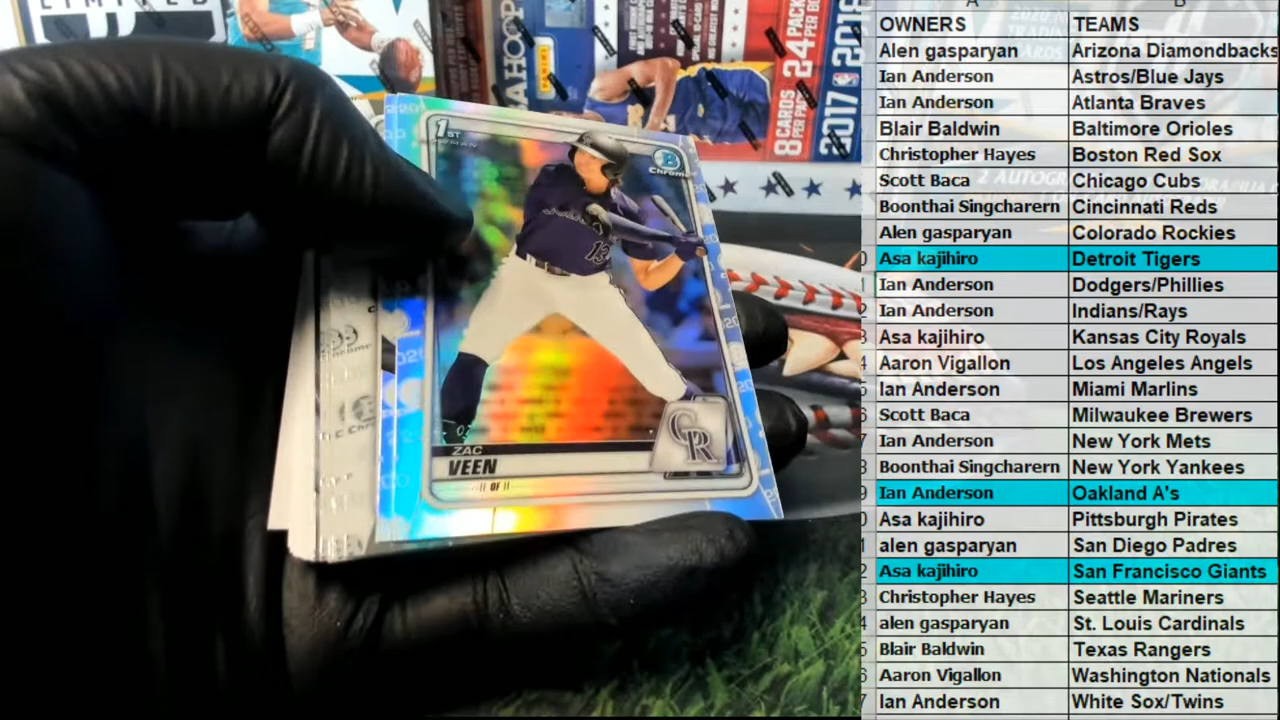 LIMITED
PANINI
8 CARDS PER PACK
24 PACKS
2017
1ST
B
Chrome
13
CR
ZAC
VEEN
OF
A B
OWNERS TEAMS
Alen gasparyan Arizona Diamondbacks
Ian Anderson Astros/Blue Jays
Ian Anderson Atlanta Braves
Blair Baldwin Baltimore Orioles
Christopher Hayes Boston Red Sox
Scott Baca Chicago Cubs
Boonthai Singcharern Cincinnati Reds
Alen gasparyan Colorado Rockies
Asa kajihiro Detroit Tigers
Ian Anderson Dodgers/Phillies
Ian Anderson Indians/Rays
Asa kajihiro Kansas City Royals
Aaron Vigallon Los Angeles Angels
Ian Anderson Miami Marlins
Scott Baca Milwaukee Brewers
Ian Anderson New York Mets
Boonthai Singcharern New York Yankees
Ian Anderson Oakland A's
Asa kajihiro Pittsburgh Pirates
alen gasparyan San Diego Padres
Asa kajihiro San Francisco Giants
Christopher Hayes Seattle Mariners
alen gasparyan St. Louis Cardinals
Blair Baldwin Texas Rangers
Aaron Vigallon Washington Nationals
Ian Anderson White Sox/Twins